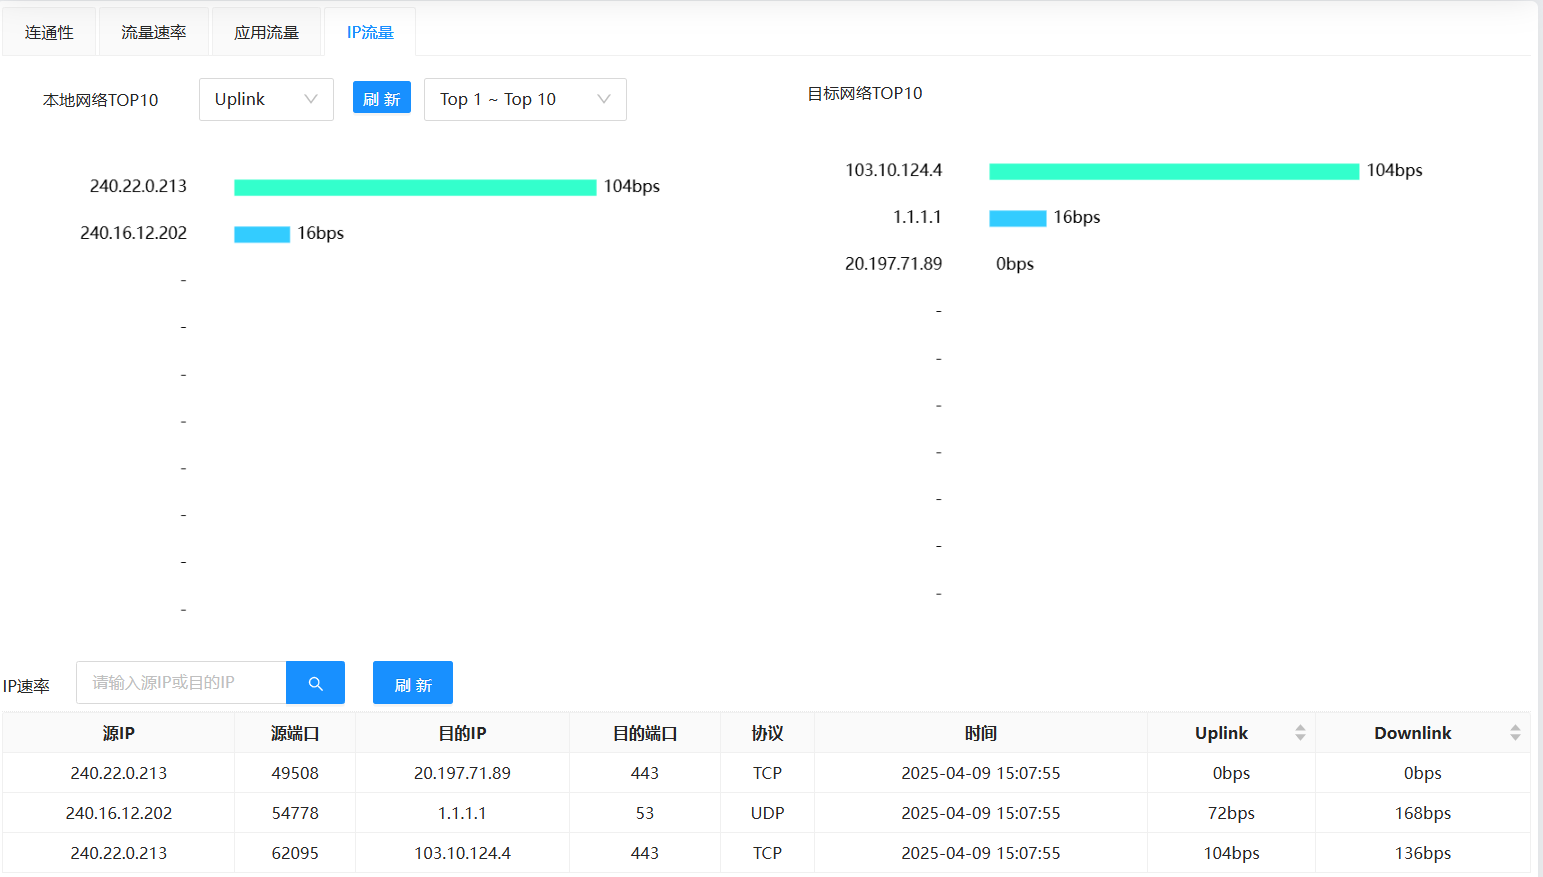 连通性 流量速率 应用流量 IP流量
本地网络TOP10 Uplink 刷 新 Top 1 ~ Top 10
240.22.0.213 104bps
240.16.12.202 16bps
-
-
-
-
-
-
-
-
目标网络TOP10
103.10.124.4 104bps
1.1.1.1 16bps
20.197.71.89 0bps
-
-
-
-
-
-
-
IP速率 请输入源IP或目的IP 刷 新
源IP 源端口 目的IP 目的端口 协议 时间 Uplink Downlink
240.22.0.213 49508 20.197.71.89 443 TCP 2025-04-09 15:07:55 0bps 0bps
240.16.12.202 54778 1.1.1.1 53 UDP 2025-04-09 15:07:55 72bps 168bps
240.22.0.213 62095 103.10.124.4 443 TCP 2025-04-09 15:07:55 104bps 136bps